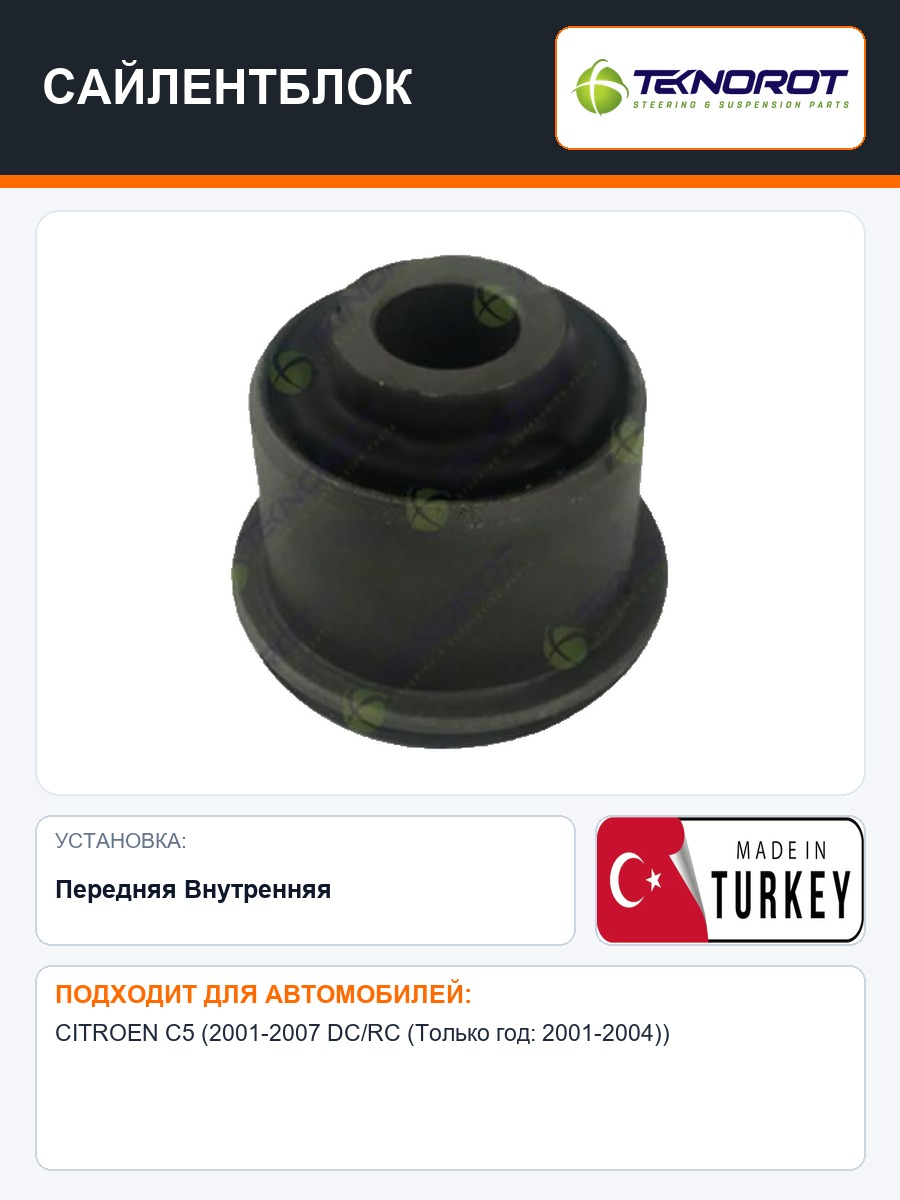 САЙЛЕНТБЛОК
TEKNOROT
STEERING & SUSPENSION PARTS
УСТАНОВКА:
Передняя Внутренняя
MADE IN
TURKEY
ПОДХОДИТ ДЛЯ АВТОМОБИЛЕЙ:
CITROEN C5 (2001-2007 DC/RC (Только год: 2001-2004))